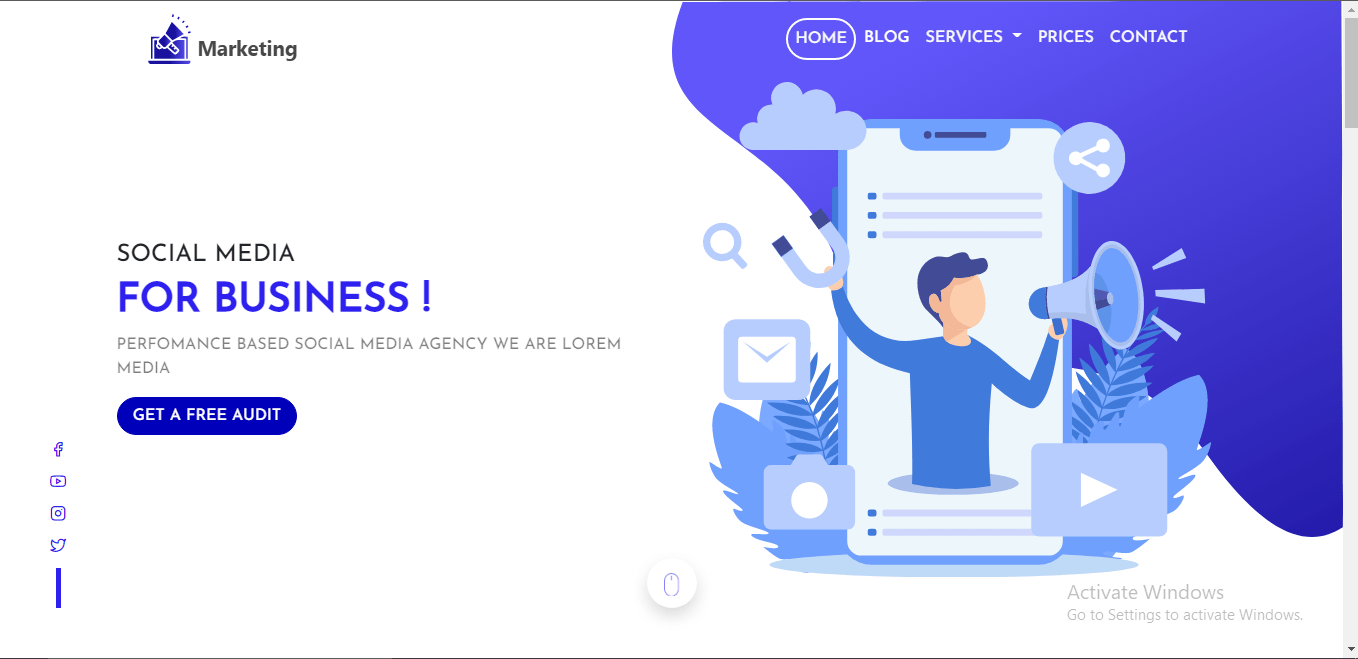 Marketing
HOME BLOG SERVICES PRICES CONTACT
SOCIAL MEDIA
FOR BUSINESS !
PERFOMANCE BASED SOCIAL MEDIA AGENCY WE ARE LOREM
MEDIA
GET A FREE AUDIT
Activate Windows
Go to Settings to activate Windows.